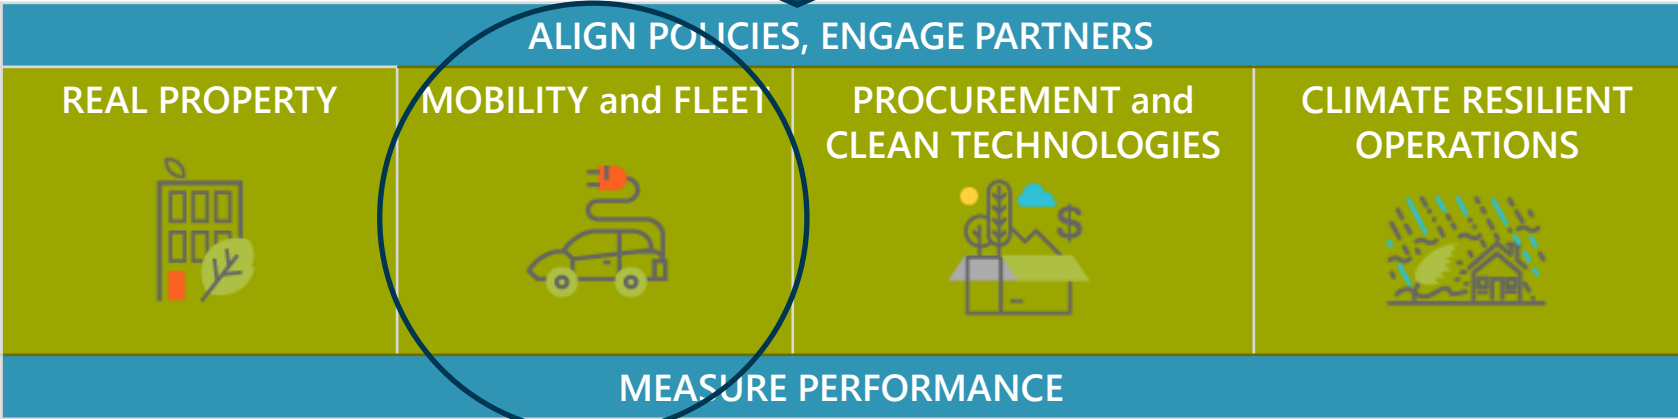 ALIGN POLICIES, ENGAGE PARTNERS
REAL PROPERTY
MOBILITY and FLEET
PROCUREMENT and
CLEAN TECHNOLOGIES
$
CLIMATE RESILIENT
OPERATIONS
MEASURE PERFORMANCE